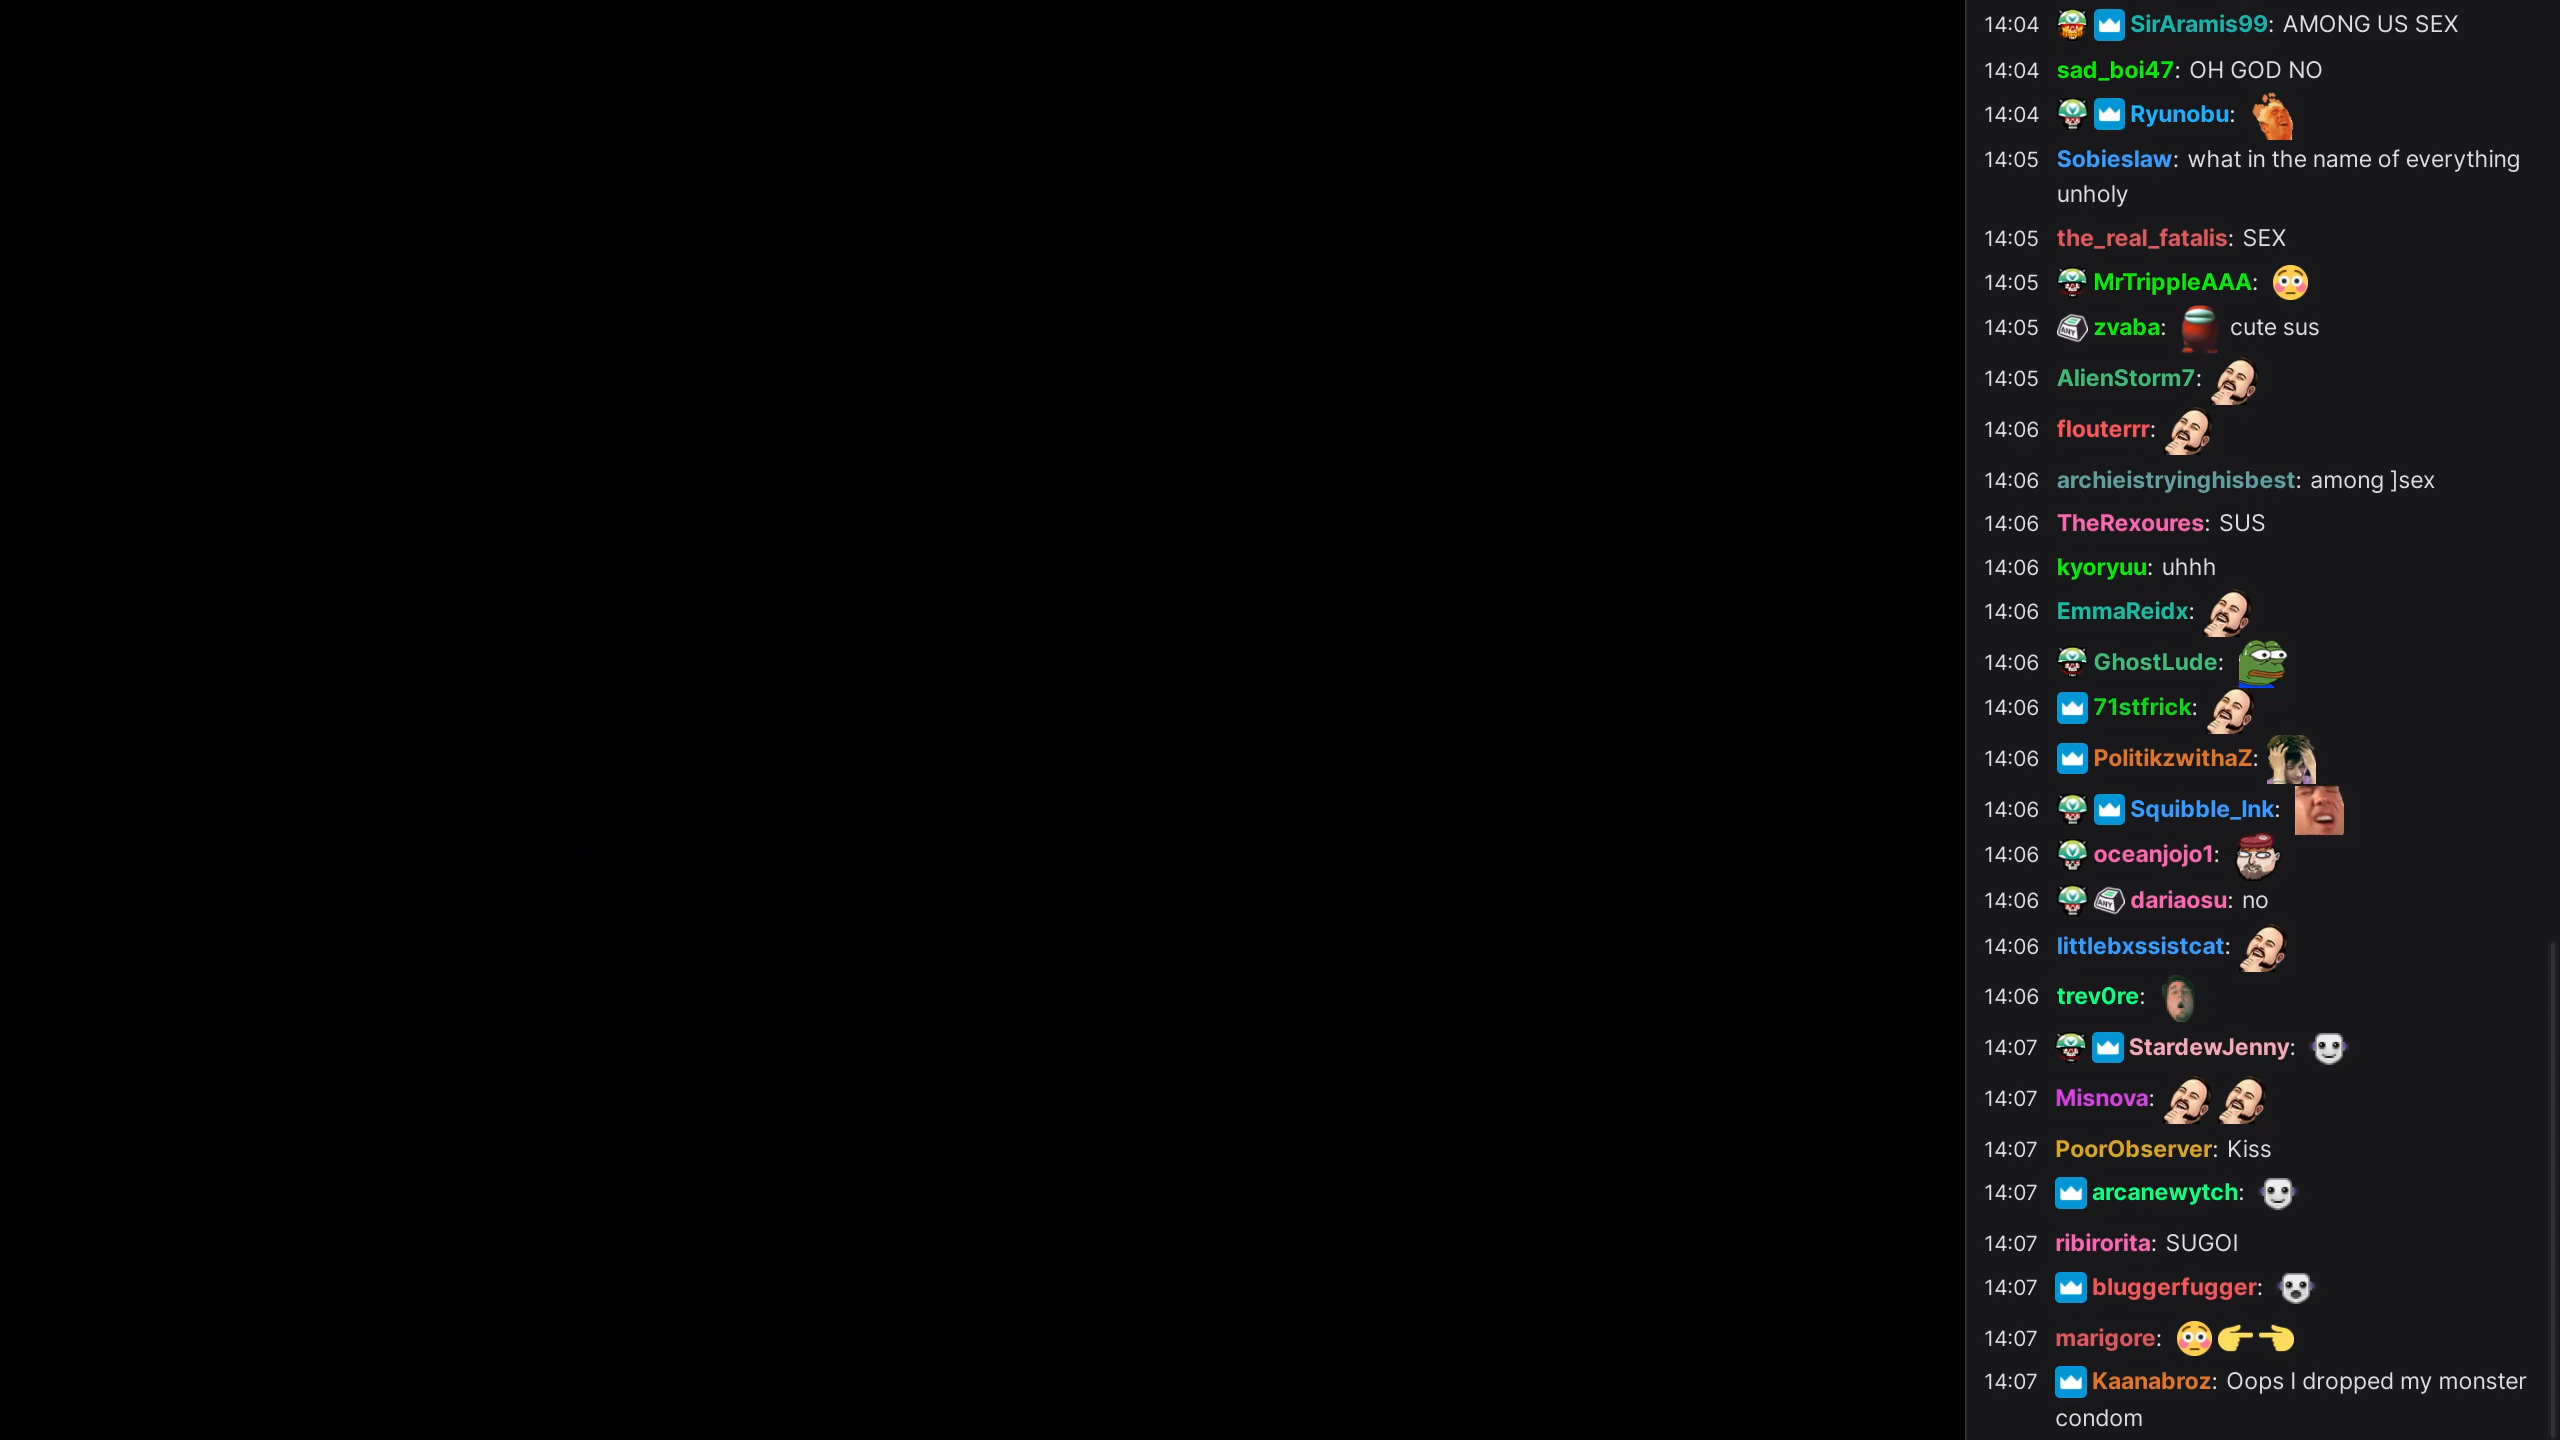 14:04 SirAramis99: AMONG US SEX
14:04 sad_boi47: OH GOD NO
14:04 Ryunobu:
14:05 Sobieslaw: what in the name of everything
unholy
14:05 the_real_fatalis: SEX
14:05 MrTrippleAAA: 😳
14:05 zvaba: cute sus
14:05 AlienStorm7:
14:06 flouterrr:
14:06 archieistryinghisbest: among ]sex
14:06 TheRexoures: SUS
14:06 kyoryuu: uhhh
14:06 EmmaReidx:
14:06 GhostLude:
14:06 71stfrick:
14:06 PolitikzwithaZ:
14:06 Squibble_Ink:
14:06 oceanjojo1:
14:06 dariaosu: no
14:06 littlebxssistcat:
14:06 trev0re:
14:07 StardewJenny:
14:07 Misnova:
14:07 PoorObserver: Kiss
14:07 arcanewytch:
14:07 ribirorita: SUGOI
14:07 bluggerfugger:
14:07 marigore: 😳👉👈
14:07 Kaanabroz: Oops I dropped my monster
condom